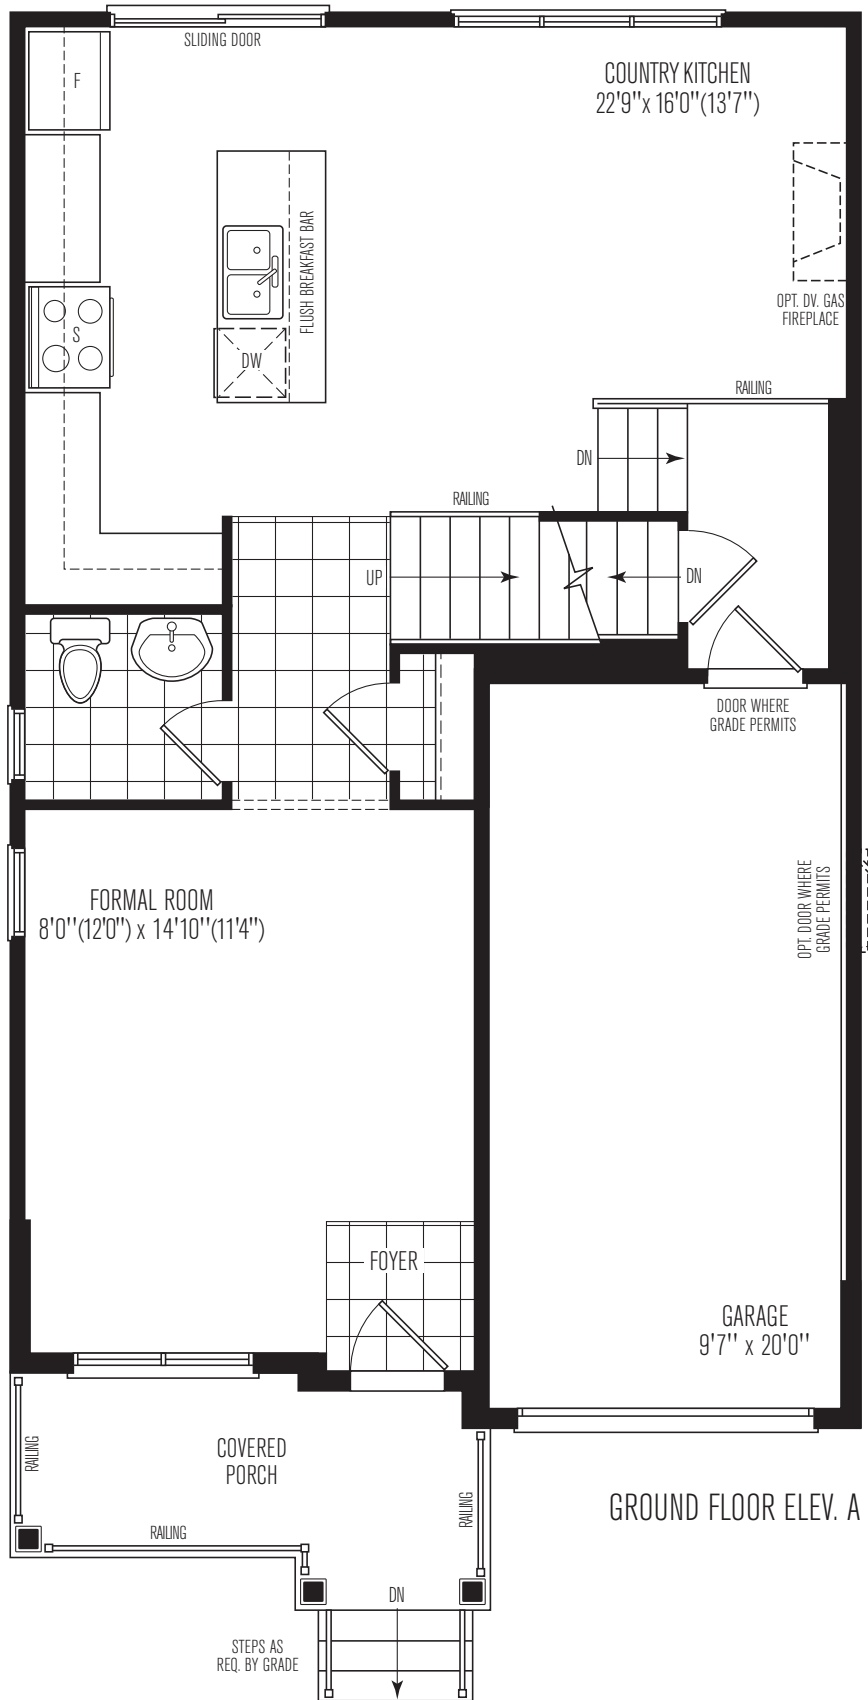 SLIDING DOOR
F
COUNTRY KITCHEN
22'9"x 16'0"(13'7")
FLUSH BREAKFAST BAR
OPT. DV. GAS
FIREPLACE
S
DW
RAILING
DN
RAILING
UP
DN
DOOR WHERE
GRADE PERMITS
OPT. DOOR WHERE
GRADE PERMITS
FORMAL ROOM
8'0"(12'0") x 14'10"(11'4")
FOYER
GARAGE
9'7" x 20'0"
RAILING
COVERED
PORCH
RAILING
RAILING
GROUND FLOOR ELEV. A
DN
STEPS AS
REQ. BY GRADE